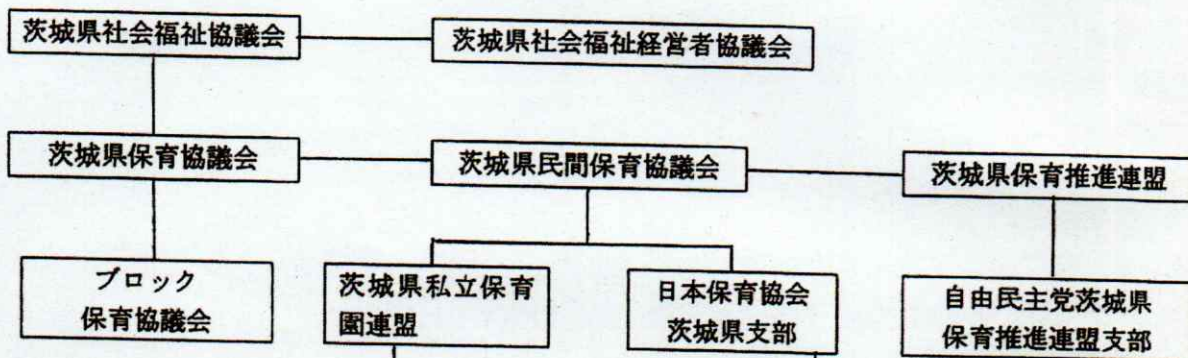 茨城県社会福祉協議会
茨城県社会福祉経営者協議会
茨城県保育協議会
茨城県民間保育協議会
茨城県保育推進連盟
ブロック
保育協議会
茨城県私立保育
園連盟
日本保育協会
茨城県支部
自由民主党茨城県
保育推進連盟支部